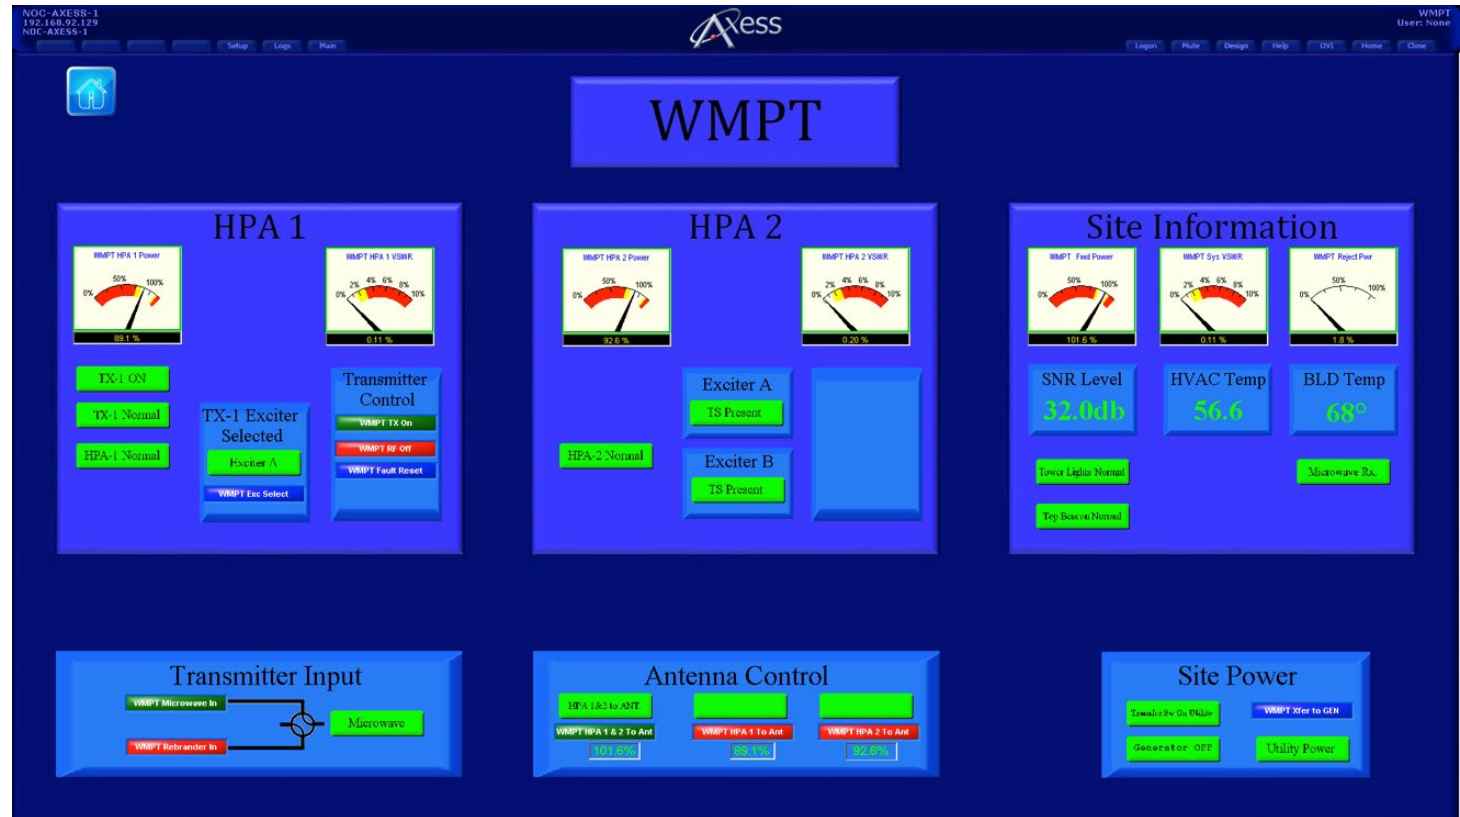 NOC-AXESS-1
192.168.92.129
NOC-AXESS-1
Setup Logs Main
Axess
WMPT
User: None
Logon Mute Design Help OVI Home Close
WMPT
HPA 1
WMPT HPA 1 Power
0% 50% 100%
89.1 %
WMPT HPA 1 VSWR
0% 2% 4% 6% 8% 10%
0.11 %
TX-1 ON
TX-1 Normal
HPA-1 Normal
TX-1 Exciter
Selected
Exciter A
WMPT Exc Select
Transmitter
Control
WMPT TX On
WMPT RF Off
WMPT Fault Reset
HPA 2
WMPT HPA 2 Power
0% 50% 100%
92.6 %
WMPT HPA 2 VSWR
0% 2% 4% 6% 8% 10%
0.20 %
HPA-2 Normal
Exciter A
TS Present
Exciter B
TS Present
Site Information
WMPT Fwd Power
0% 50% 100%
101.6 %
WMPT Sys VSWR
0% 2% 4% 6% 8% 10%
0.11 %
WMPT Reject Pwr
0% 50% 100%
1.8 %
SNR Level
32.0db
HVAC Temp
56.6
BLD Temp
68°
Tower Lights Normal
Microwave Rx.
Top Beacon Normal
Transmitter Input
WMPT Microwave In
Microwave
WMPT Rebrander In
Antenna Control
HPA 1&2 to ANT.
WMPT HPA 1 & 2 To Ant
WMPT HPA 1 To Ant
WMPT HPA 2 To Ant
101.6%
89.1%
92.6%
Site Power
Transfer Sw On Utility
WMPT Xfer to GEN
Generator OFF
Utility Power